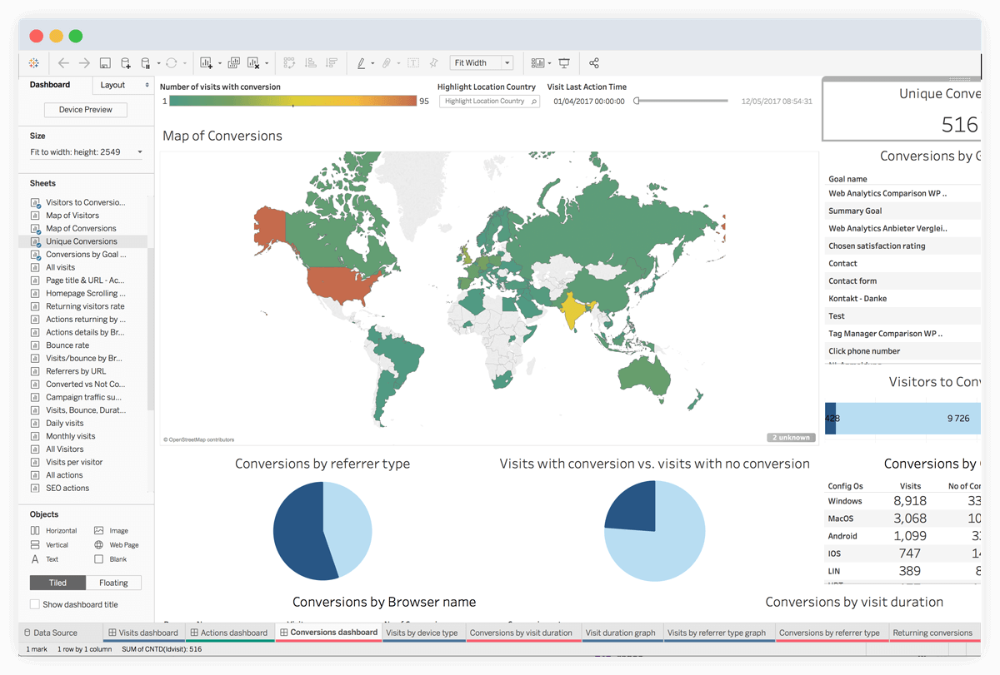 Fit Width
Dashboard
Layout
Device Preview
Size
Fit to width: height: 2549
Sheets
Visitors to Conversio...
Map of Visitors
Map of Conversions
Unique Conversions
Conversions by Goal ...
All visits
Page title & URL - Ac...
Homepage Scrolling ...
Returning visitors rate
Actions returning by ...
Actions details by Br...
Bounce rate
Visits/bounce by Br...
Referrers by URL
Converted vs Not Co...
Campaign traffic su...
Visits, Bounce, Durat...
Daily visits
Monthly visits
All Visitors
Visits per visitor
All actions
SEO actions
Objects
Horizontal
Image
Vertical
Web Page
A Text
Blank
Tiled
Floating
Show dashboard title
Number of visits with conversion
1
95
Highlight Location Country
Highlight Location Country
Visit Last Action Time
01/04/2017 00:00:00
12/05/2017 08:54:31
Map of Conversions
© OpenStreetMap contributors
2 unknown
Unique Conve
516
Conversions by G
Goal name
Web Analytics Comparison WP ..
Summary Goal
Web Analytics Anbieter Verglei..
Chosen satisfaction rating
Contact
Contact form
Kontakt - Danke
Test
Tag Manager Comparison WP ..
Click phone number
Visitors to Conv
428
9 726
Conversions by referrer type
Visits with conversion vs. visits with no conversion
Conversions by
Config Os Visits No of Con
Windows 8,918 33
MacOS 3,068 10
Android 1,099 33
IOS 747 14
LIN 389 8
Conversions by Browser name
Conversions by visit duration
Data Source
Visits dashboard
Actions dashboard
Conversions dashboard
Visits by device type
Conversions by visit duration
Visit duration graph
Visits by referrer type graph
Conversions by referrer type
Returning conversions
1 mark 1 row by 1 column SUM of CNTD(Idvisit): 516